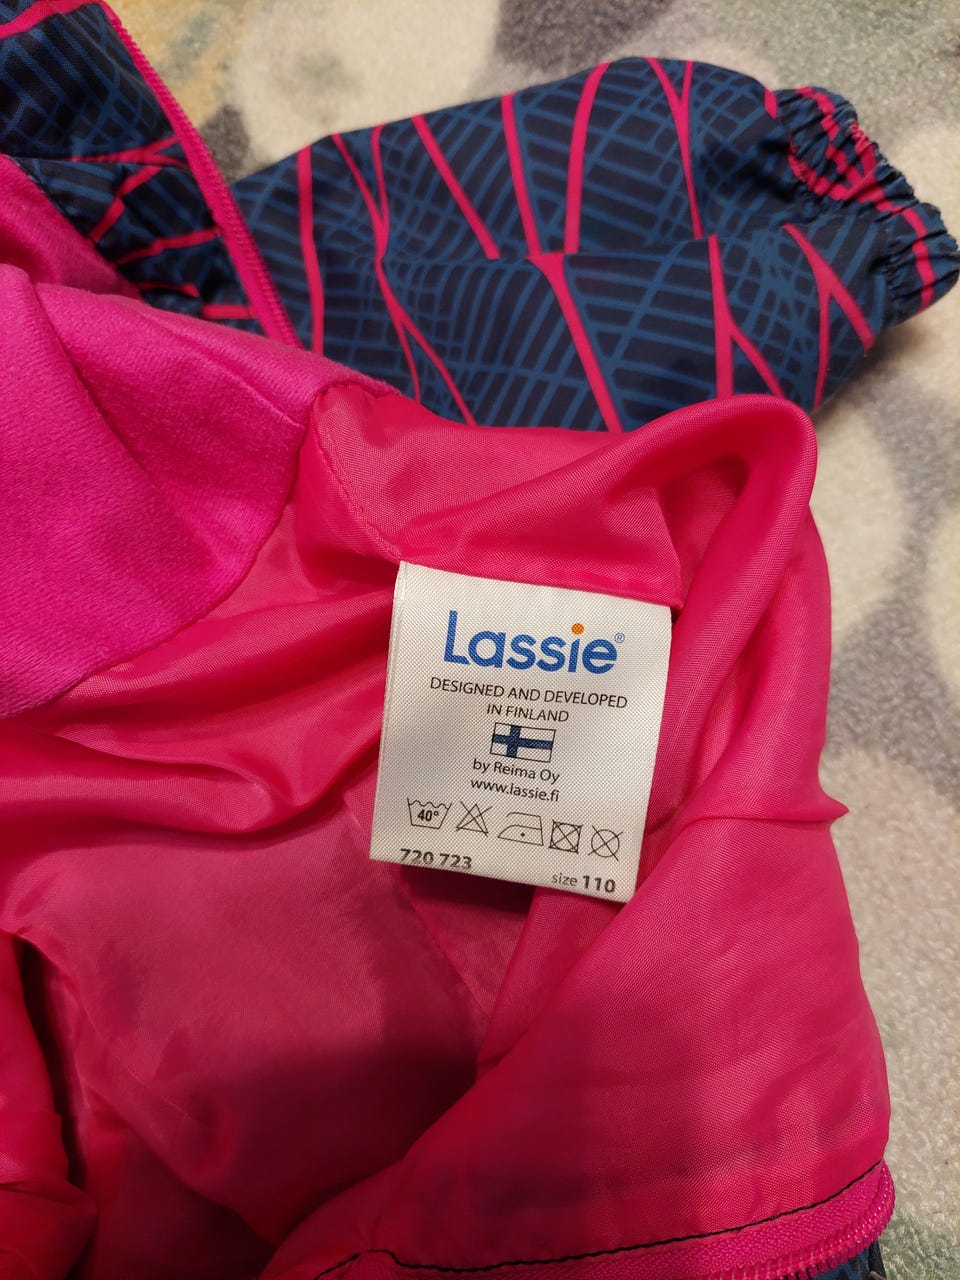 Lassie®
DESIGNED AND DEVELOPED
IN FINLAND
by Reima Oy
www.lassie.fi
40°
720 723
size 110